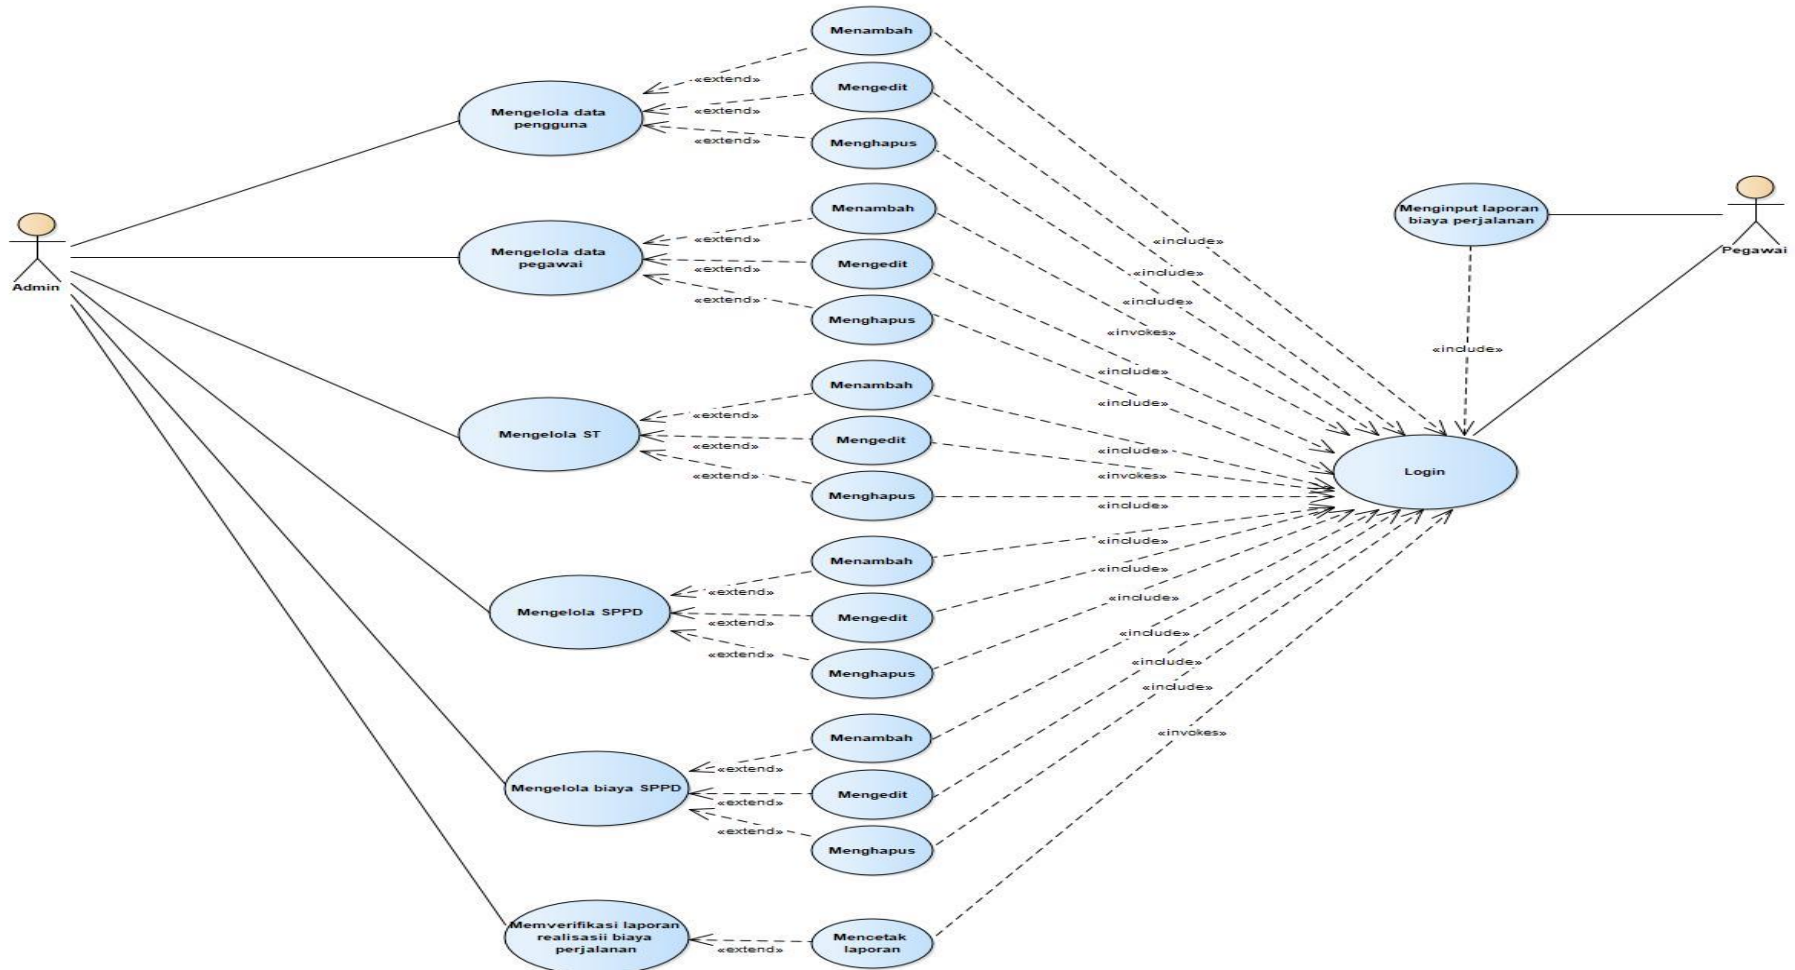 Menambah
«extend»
Mengedit
Mengelola data
pengguna
«extend»
Menghapus
«extend»
Menambah
Menginput laporan
biaya perjalanan
«include»
«extend»
Pegawai
Mengelola data
pegawai
Mengedit
«extend»
«include»
Admin
«extend»
«include»
Menghapus
«invokes»
«include»
«include»
Menambah
«include»
«extend»
Mengelola ST
Mengedit
«extend»
«include»
Login
«extend»
«invokes»
Menghapus
«include»
«include»
Menambah
«include»
«extend»
«include»
Mengelola SPPD
Mengedit
«extend»
«include»
«extend»
«include»
Menghapus
«include»
Menambah
«invokes»
«extend»
Mengelola biaya SPPD
Mengedit
«extend»
«extend»
Menghapus
Memverifikasi laporan
realisasii biaya
perjalanan
Mencetak
laporan
«extend»